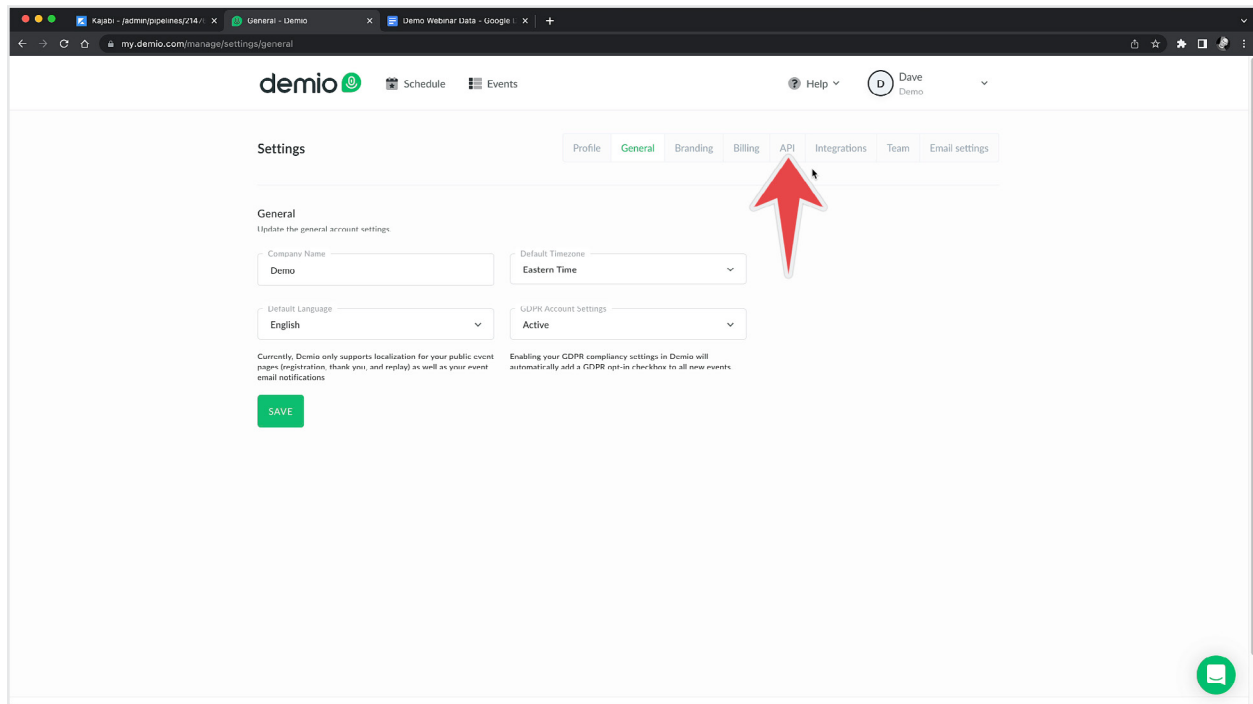 Kajabi - /admin/pipelines/2147
General - Demio
Demo Webinar Data - Google
my.demio.com/manage/settings/general
demio
Schedule
Events
Help
D
Dave
Demo
Settings
Profile
General
Branding
Billing
API
Integrations
Team
Email settings
General
Update the general account settings
Company Name
Demo
Default Timezone
Eastern Time
Default Language
English
GDPR Account Settings
Active
Currently, Demio only supports localization for your public event
pages (registration, thank you, and replay) as well as your event
email notifications
Enabling your GDPR compliancy settings in Demio will
automatically add a GDPR opt-in checkbox to all new events
SAVE